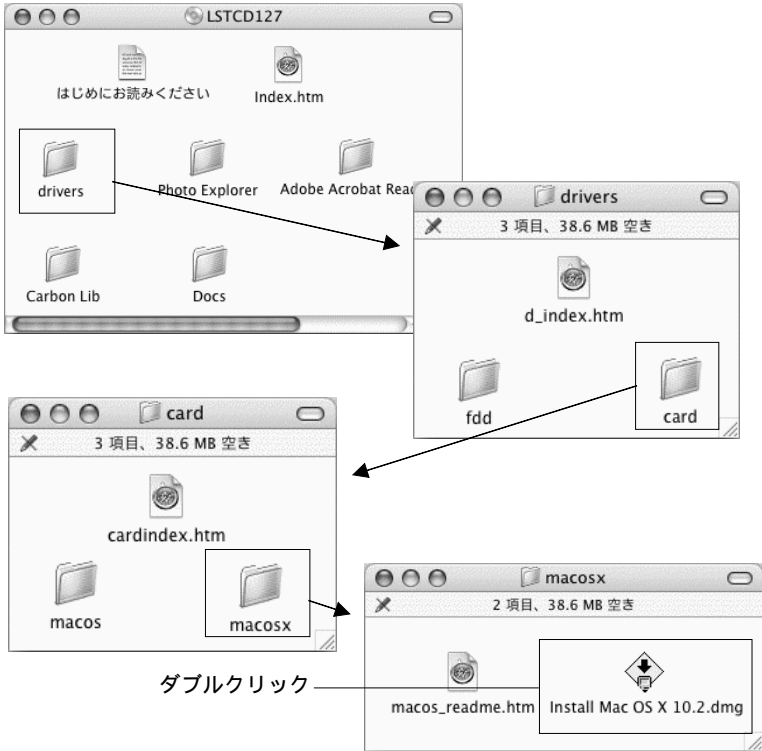 LSTCD127
はじめにお読みください
Index.htm
drivers
Photo Explorer
Adobe Acrobat Rea
Carbon Lib
Docs
drivers
3 項目、38.6 MB 空き
d_index.htm
fdd
card
card
3 項目、38.6 MB 空き
cardindex.htm
macos
macosx
macosx
2 項目、38.6 MB 空き
macos_readme.htm
Install Mac OS X 10.2.dmg
ダブルクリック